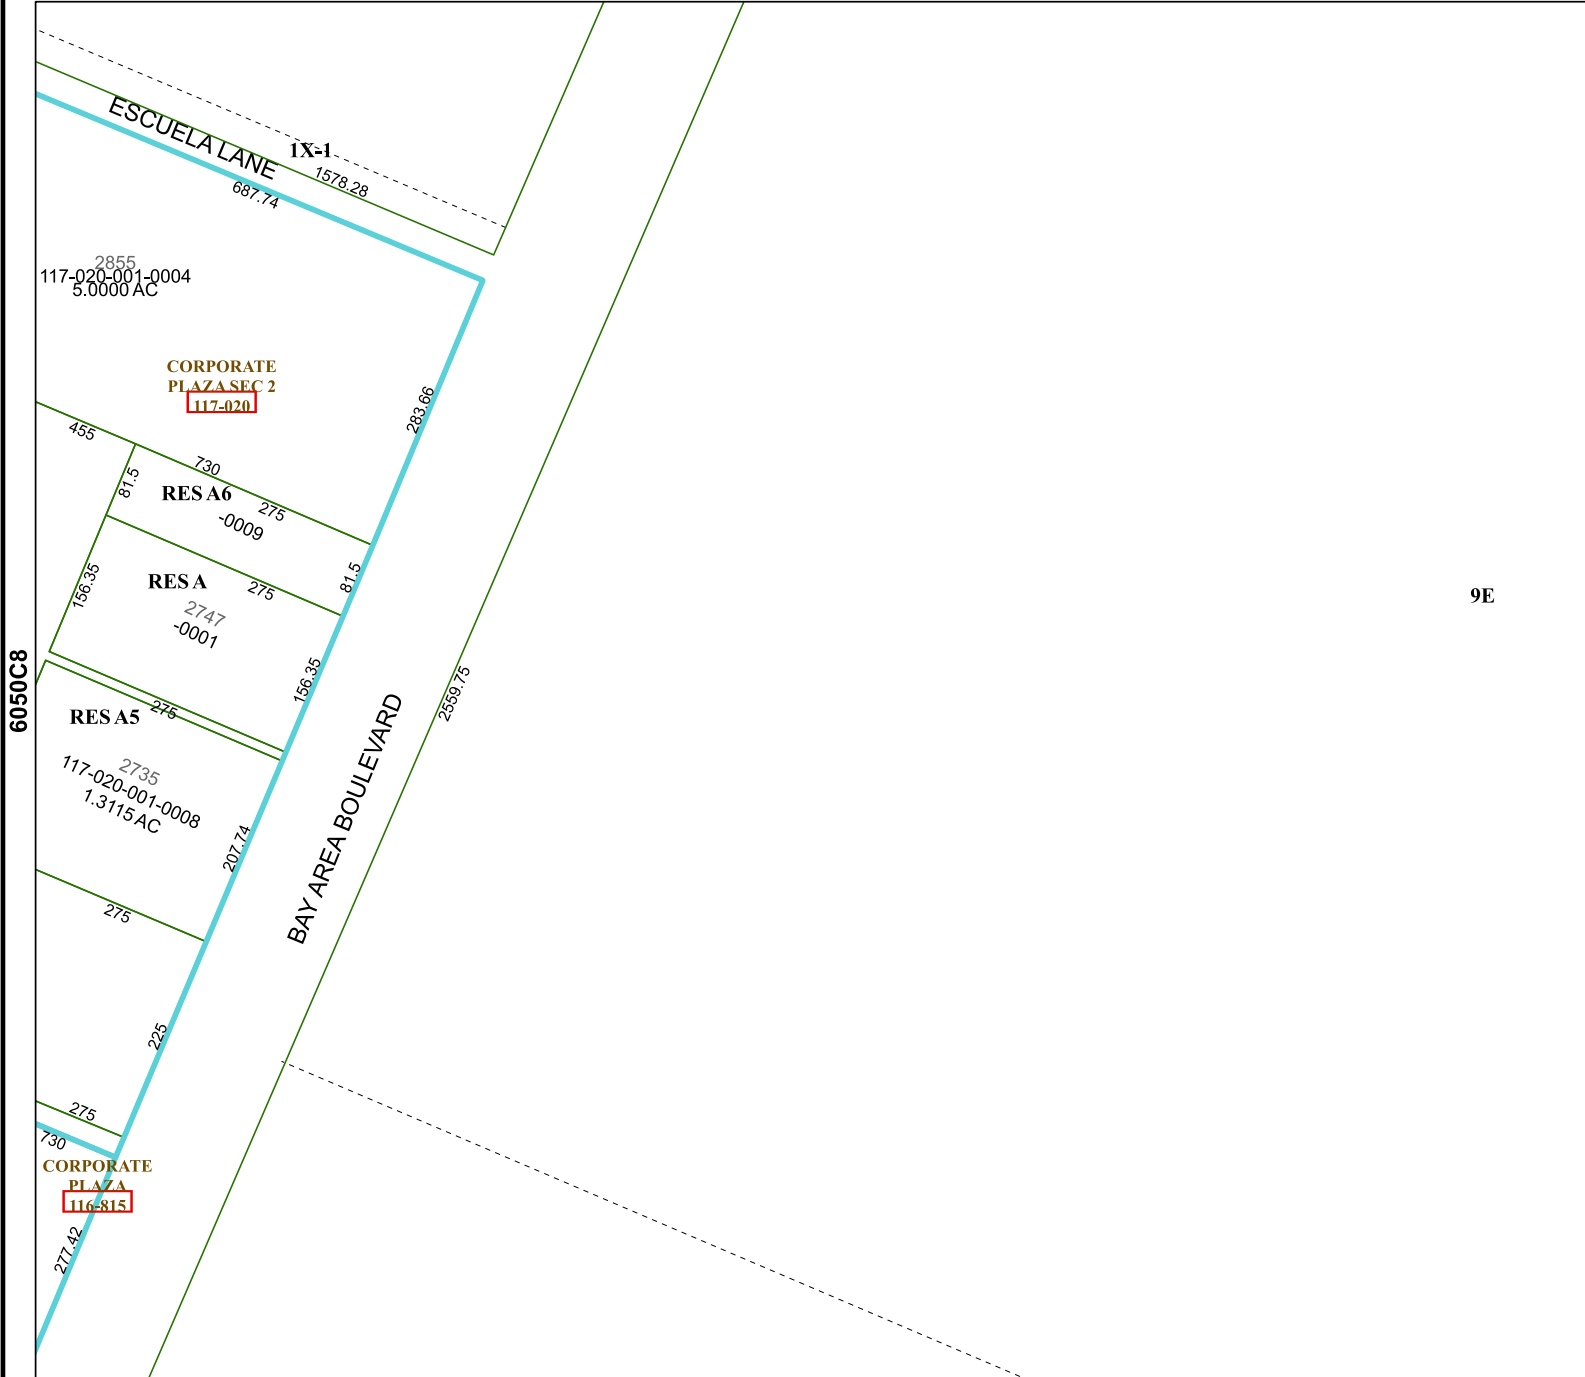 ESCUELA LANE
1X-1
1578.28
687.74
2855
117-020-001-0004
5.0000 AC
CORPORATE
PLAZA SEC 2
117-020
283.66
455
730
81.5
RES A6
275
-0009
81.5
RES A
275
156.35
2747
-0001
9E
6050C8
156.35
2559.75
275
RES A5
2735
117-020-001-0008
1.3115 AC
207.74
BAY AREA BOULEVARD
275
225
275
730
CORPORATE
PLAZA
116-815
277.42